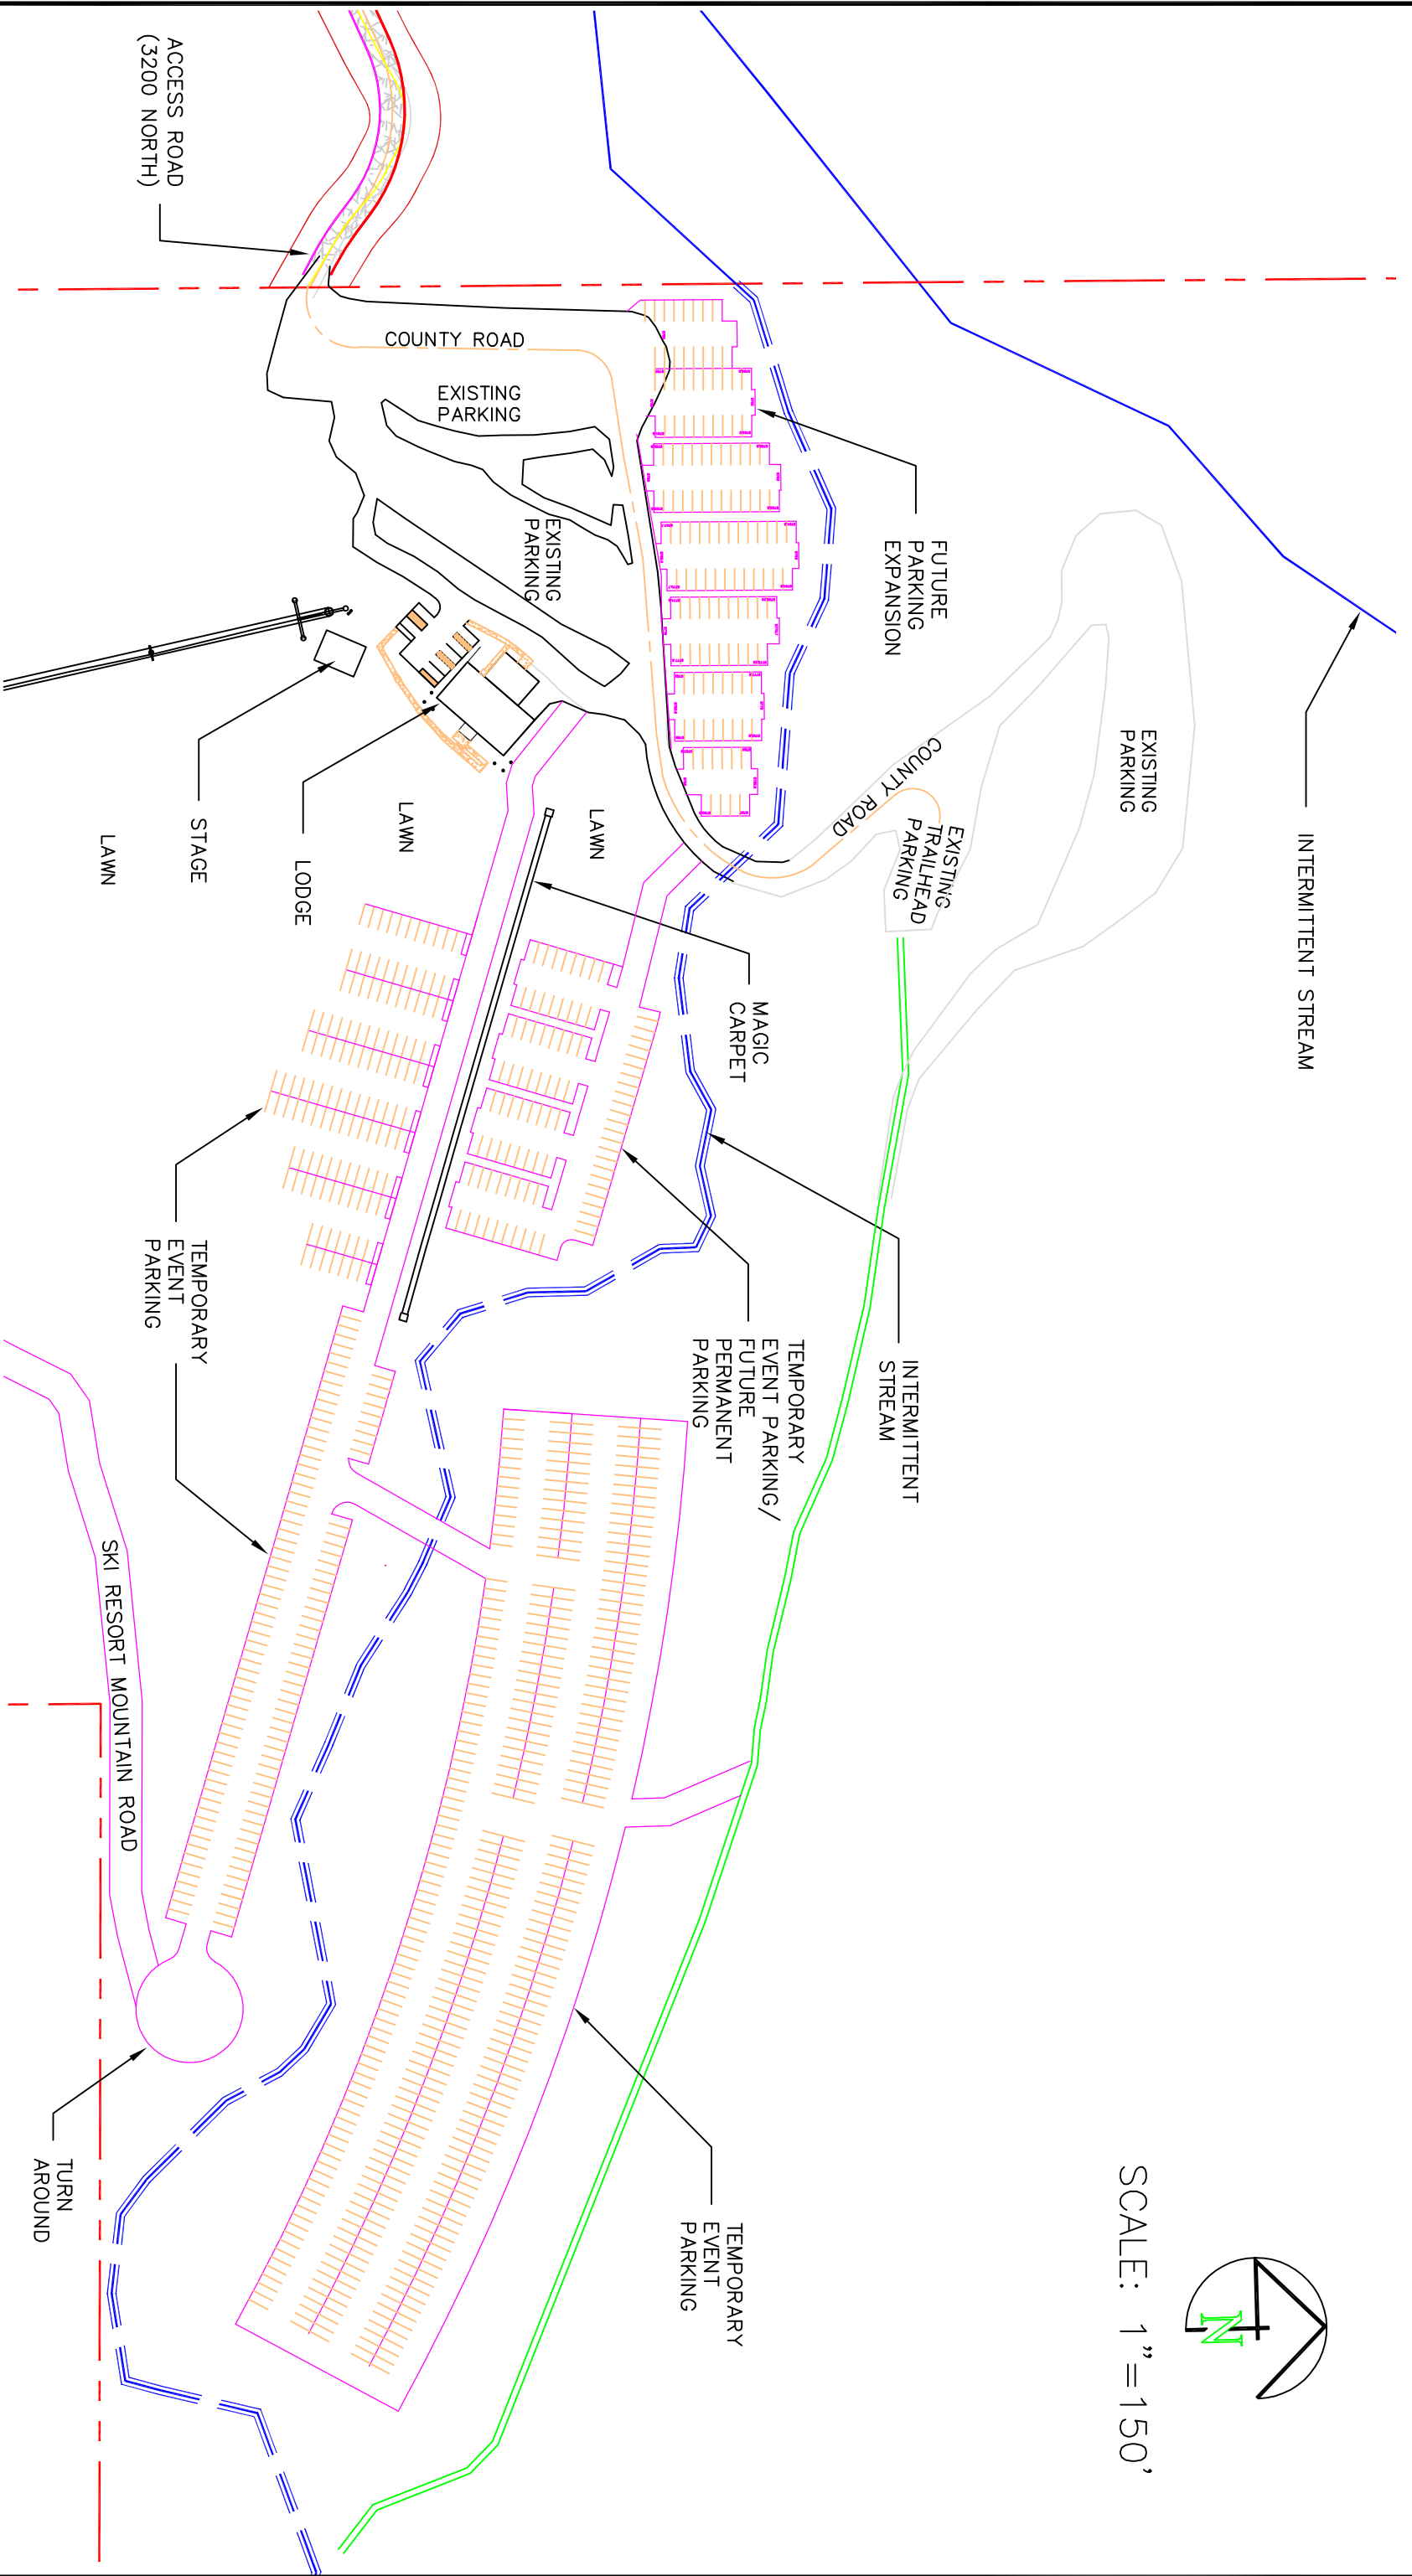 ACCESS ROAD
(3200 NORTH)
COUNTY ROAD
EXISTING
PARKING
EXISTING
PARKING
FUTURE
PARKING
EXPANSION
INTERMITTENT STREAM
EXISTING
PARKING
COUNTY ROAD
EXISTING
TRAILHEAD
PARKING
LAWN
LAWN
LODGE
STAGE
LAWN
MAGIC
CARPET
INTERMITTENT
STREAM
TEMPORARY
EVENT PARKING/
FUTURE
PERMANENT
PARKING
TEMPORARY
EVENT
PARKING
SKI RESORT MOUNTAIN ROAD
TEMPORARY
EVENT
PARKING
TURN
AROUND
N
SCALE: 1"=150'